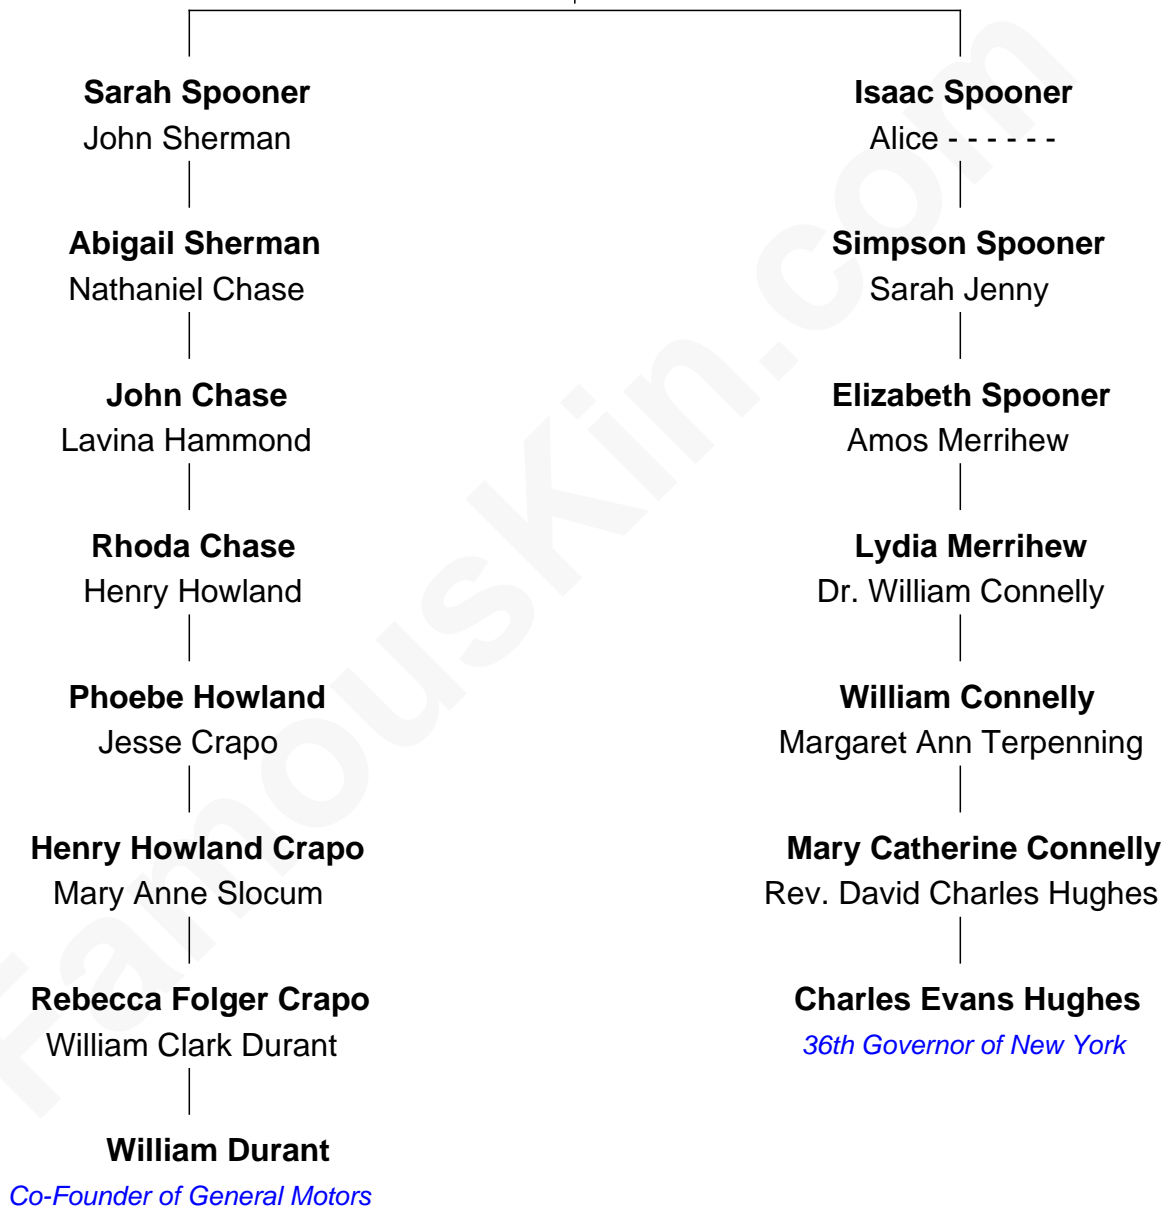 Sarah Spooner
John Sherman
Isaac Spooner
Alice - - - - - -
Abigail Sherman
Nathaniel Chase
Simpson Spooner
Sarah Jenny
John Chase
Lavina Hammond
Elizabeth Spooner
Amos Merrihew
Rhoda Chase
Henry Howland
Lydia Merrihew
Dr. William Connelly
Phoebe Howland
Jesse Crapo
William Connelly
Margaret Ann Terpenning
Henry Howland Crapo
Mary Anne Slocum
Mary Catherine Connelly
Rev. David Charles Hughes
Rebecca Folger Crapo
William Clark Durant
Charles Evans Hughes
36th Governor of New York
William Durant
Co-Founder of General Motors
FamousKin.com